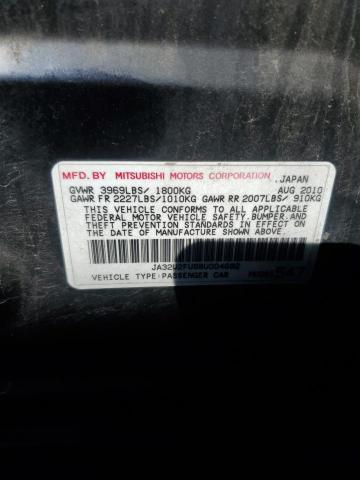 MFD. BY MITSUBISHI MOTORS CORPORATION, JAPAN
GVWR 3969LBS/ 1800KG AUG 2010
GAWR FR 2227LBS/1010KG GAWR RR 2007LBS/ 910KG
THIS VEHICLE CONFORMS TO ALL APPLICABLE
FEDERAL MOTOR VEHICLE SAFETY,BUMPER,AND
THEFT PREVENTION STANDARDS IN EFFECT ON
THE DATE OF MANUFACTURE SHOWN ABOVE.
VEHICLE TYPE:PASSENGER CAR 547